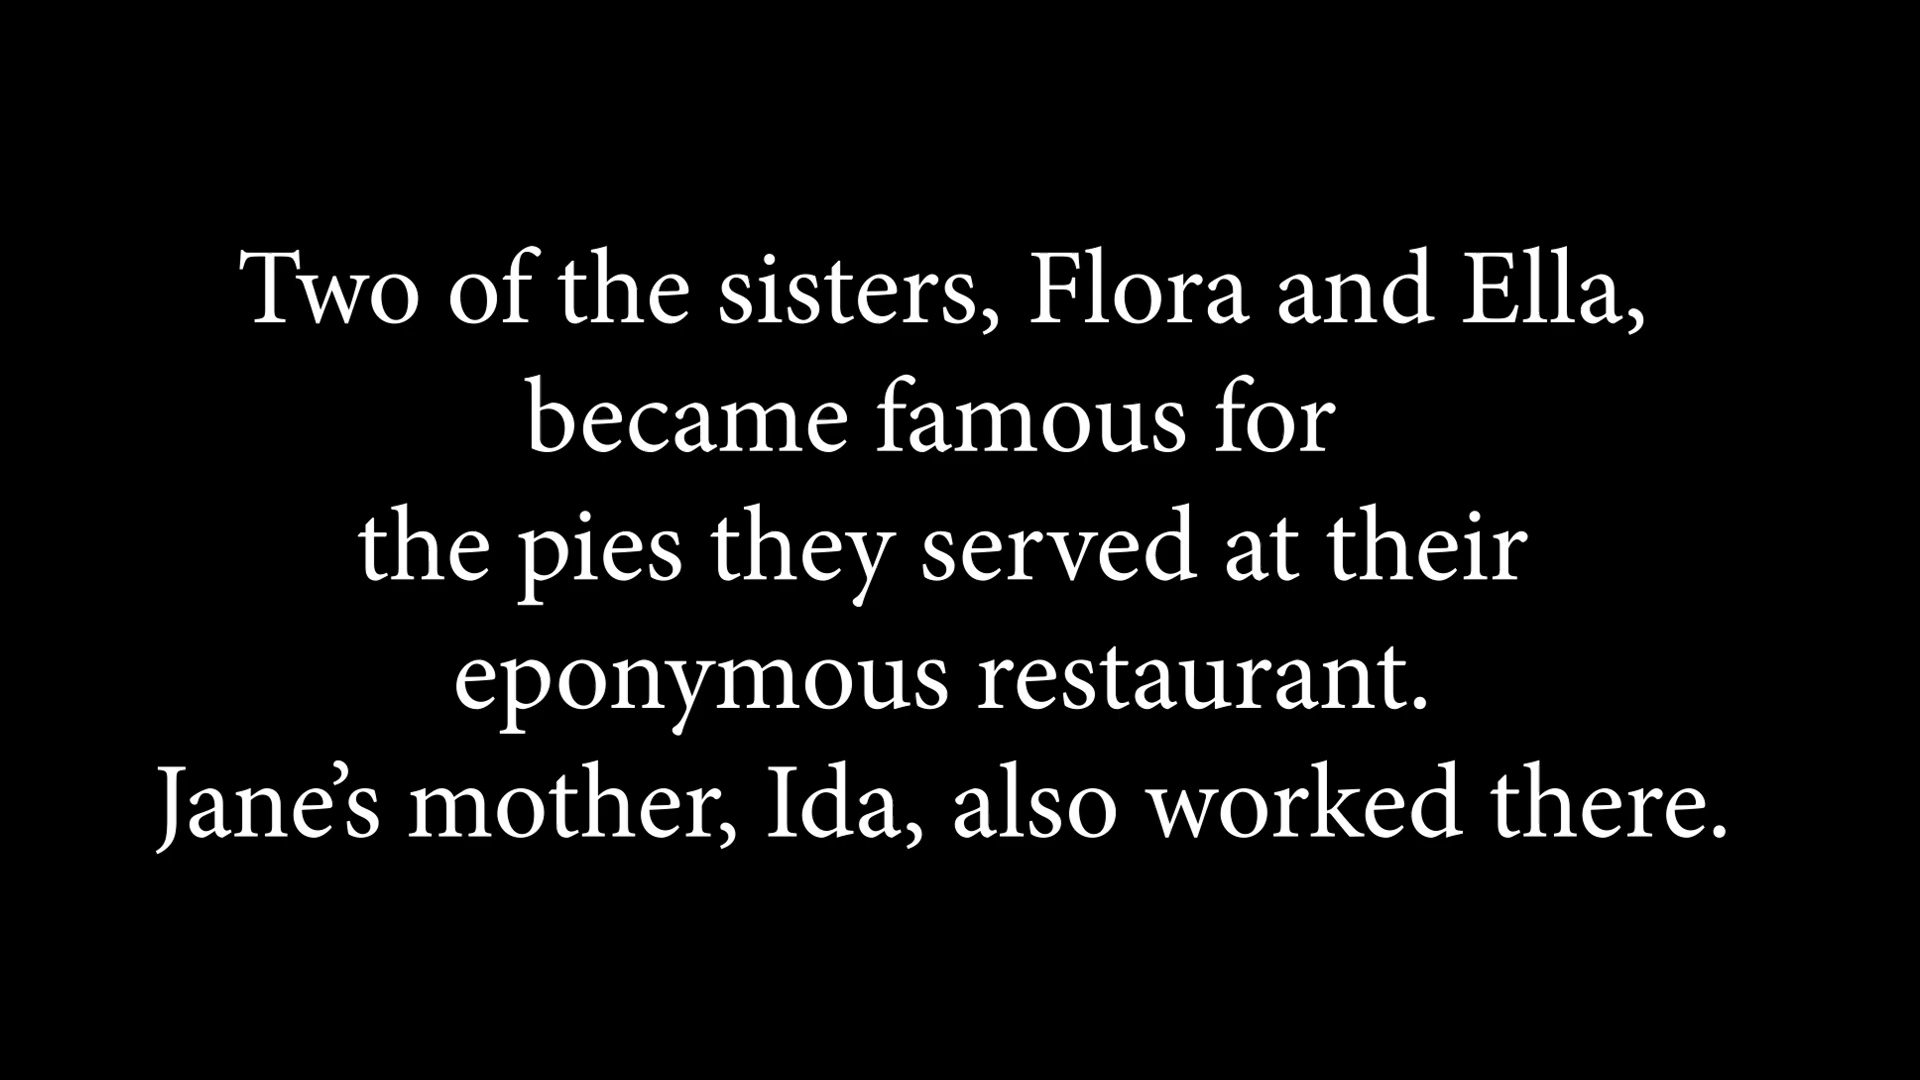 Two of the sisters, Flora and Ella,
became famous for
the pies they served at their
eponymous restaurant.
Jane’s mother, Ida, also worked there.